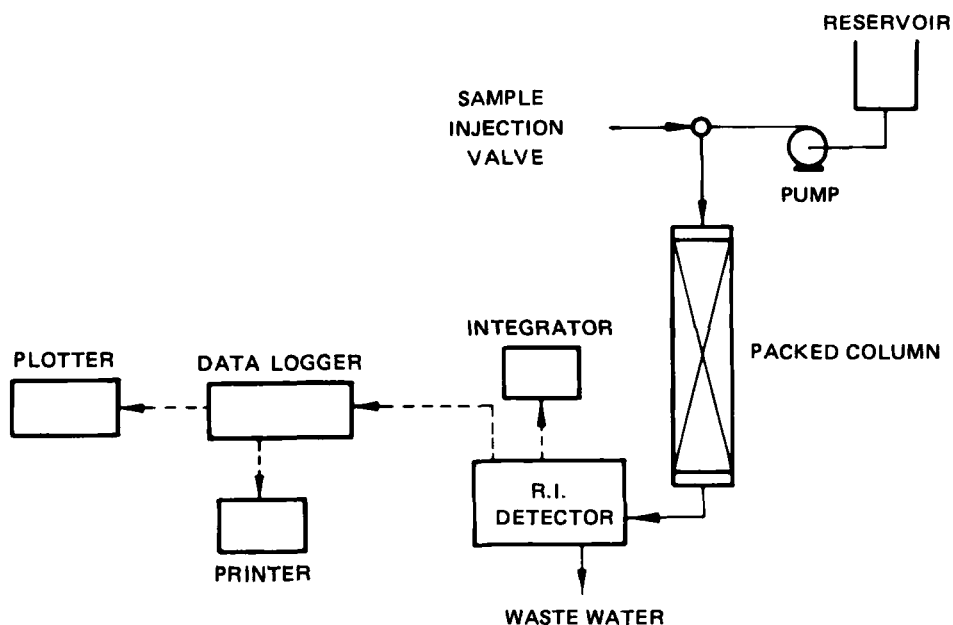 RESERVOIR
SAMPLE
INJECTION
VALVE
PUMP
PACKED COLUMN
INTEGRATOR
PLOTTER
DATA LOGGER
R.I.
DETECTOR
PRINTER
WASTE WATER